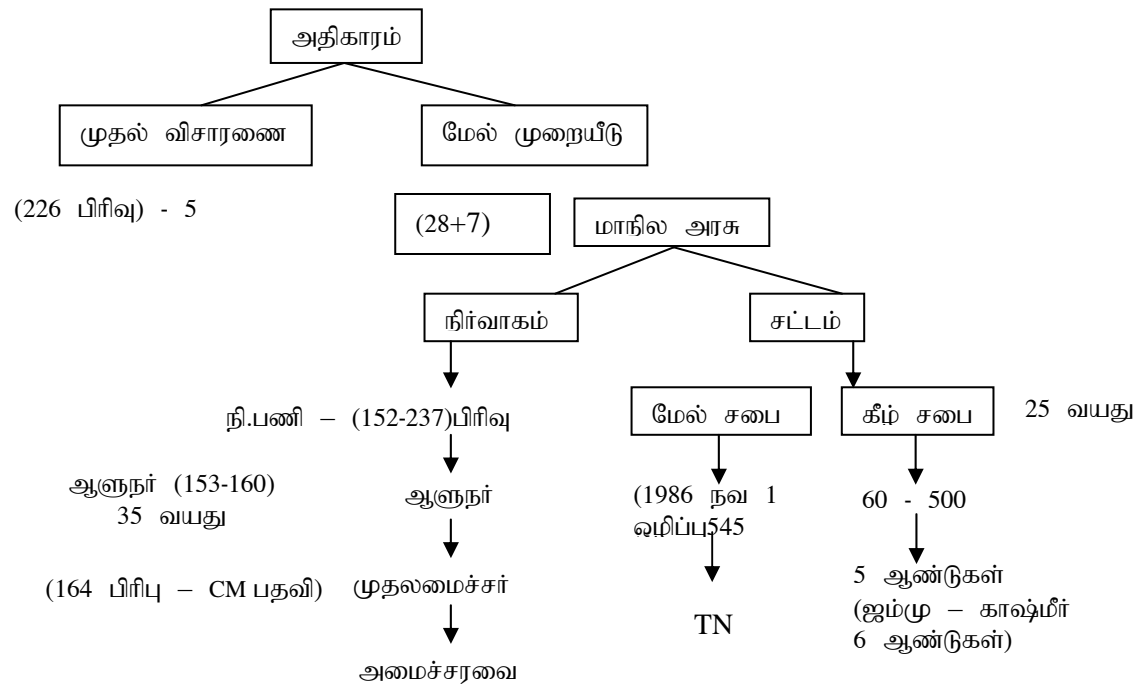 அதிகாரம்
முதல் விசாரணை
மேல் முறையீடு
(226 பிரிவு) - 5
(28+7)
மாநில அரசு
நிர்வாகம்
சட்டம்
நி.பணி – (152-237)பிரிவு
மேல் சபை
கீழ் சபை
25 வயது
ஆளுநர் (153-160)
35 வயது
ஆளுநர்
(1986 நவ 1
ஒழிப்பு545
60 - 500
(164 பிரிபு – CM பதவி)
முதலமைச்சர்
TN
5 ஆண்டுகள்
(ஜம்மு – காஷ்மீர்
6 ஆண்டுகள்)
அமைச்சரவை